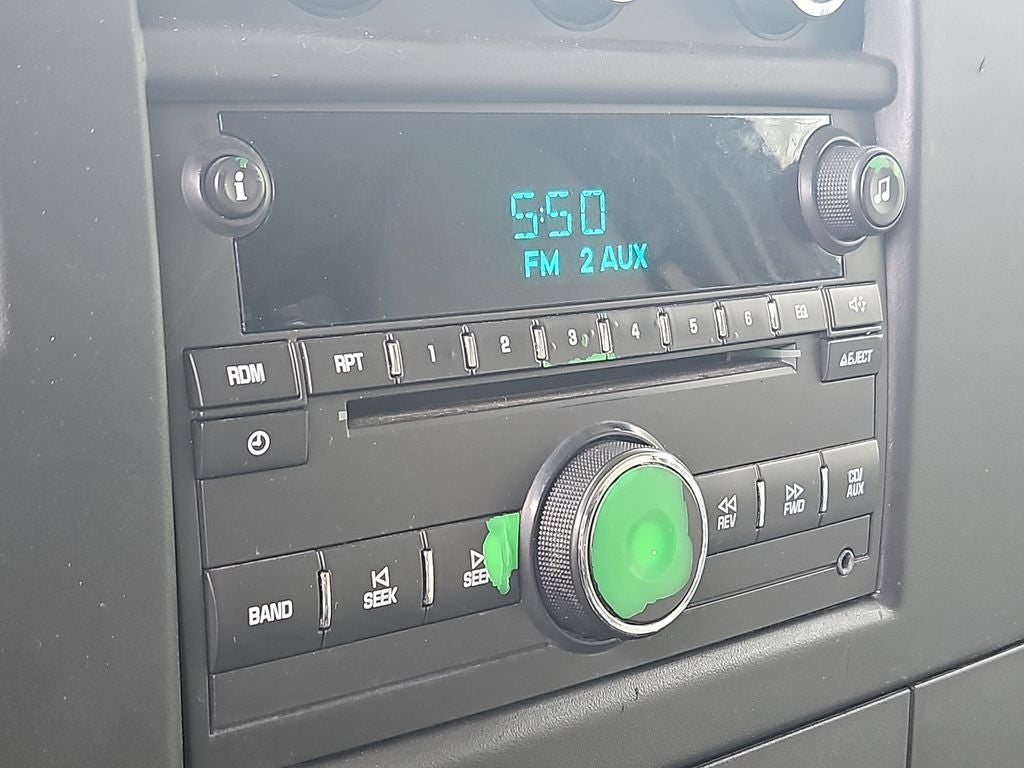 i
5:50
FM 2 AUX
RDM
RPT
1
2
3
4
5
6
EQ
EJECT
BAND
SEEK
SEEK
REV
FWD
CD/
AUX